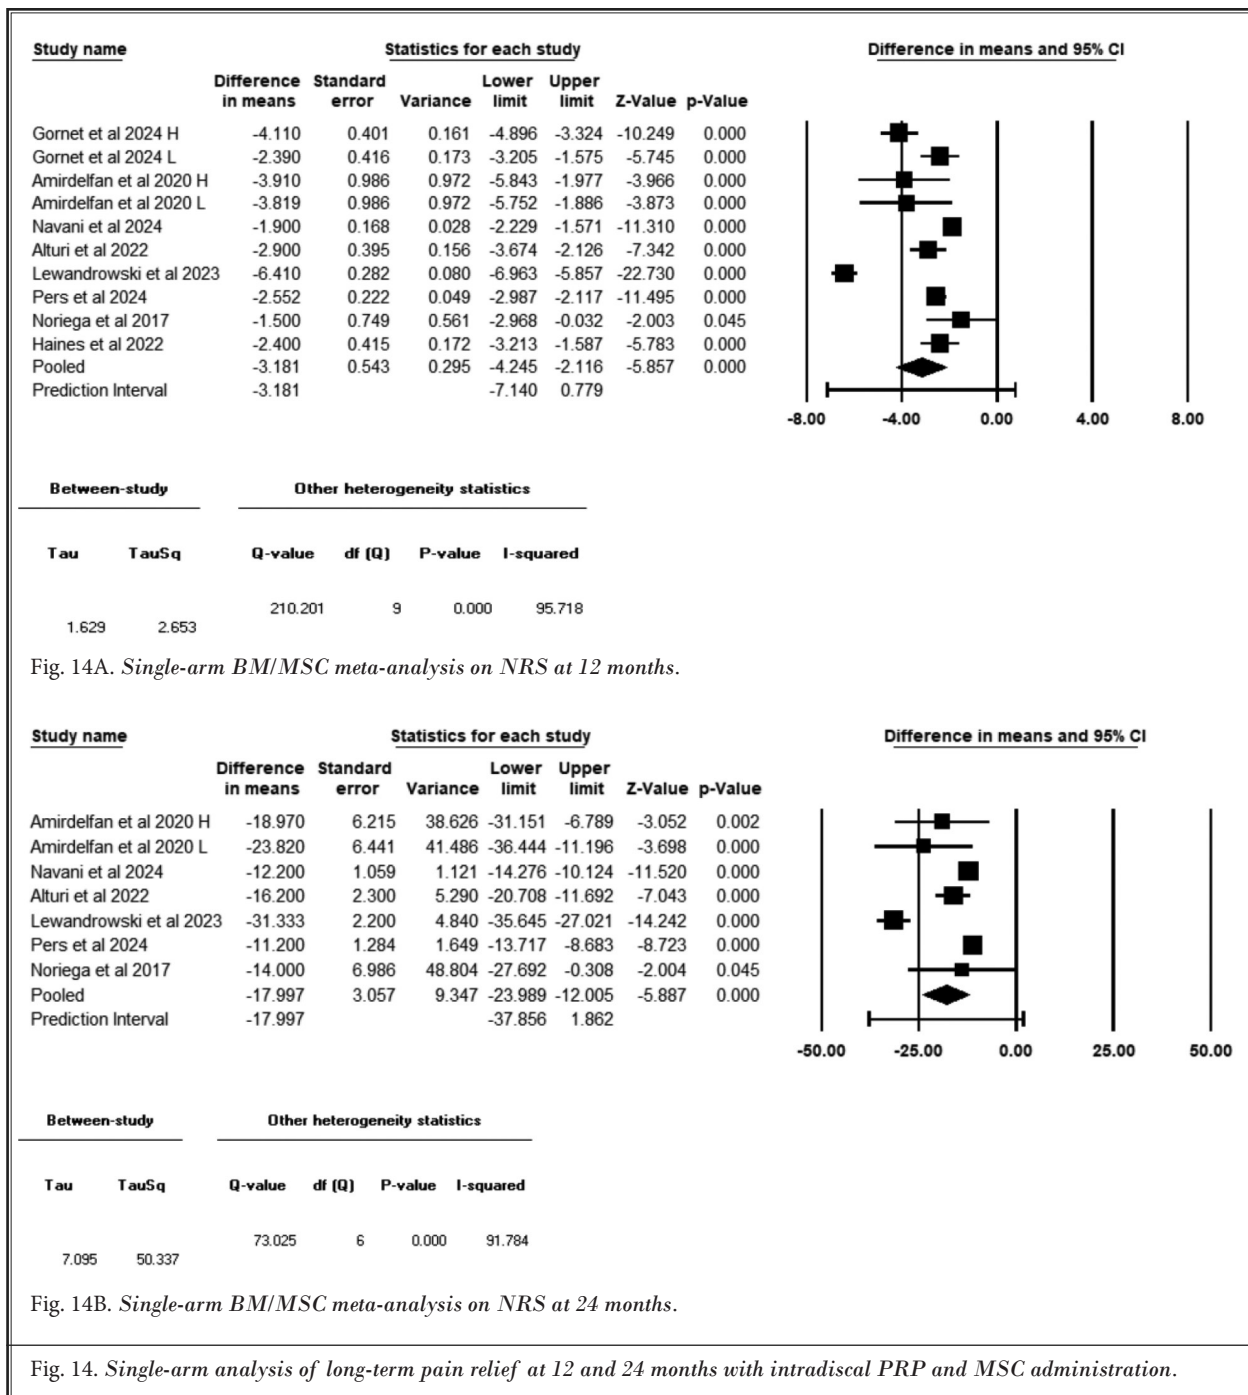 Study name Statistics for each study Difference in means and 95% CI
Difference Standard Lower Upper
in means error Variance limit limit Z-Value p-Value
Gornet et al 2024 H -4.110 0.401 0.161 -4.896 -3.324 -10.249 0.000
Gornet et al 2024 L -2.390 0.416 0.173 -3.205 -1.575 -5.745 0.000
Amirdelfan et al 2020 H -3.910 0.986 0.972 -5.843 -1.977 -3.966 0.000
Amirdelfan et al 2020 L -3.819 0.986 0.972 -5.752 -1.886 -3.873 0.000
Navani et al 2024 -1.900 0.168 0.028 -2.229 -1.571 -11.310 0.000
Alturi et al 2022 -2.900 0.395 0.156 -3.674 -2.126 -7.342 0.000
Lewandrowski et al 2023 -6.410 0.282 0.080 -6.963 -5.857 -22.730 0.000
Pers et al 2024 -2.552 0.222 0.049 -2.987 -2.117 -11.495 0.000
Noriega et al 2017 -1.500 0.749 0.561 -2.968 -0.032 -2.003 0.045
Haines et al 2022 -2.400 0.415 0.172 -3.213 -1.587 -5.783 0.000
Pooled -3.181 0.543 0.295 -4.245 -2.116 -5.857 0.000
Prediction Interval -3.181 -7.140 0.779
-8.00 -4.00 0.00 4.00 8.00
Between-study Other heterogeneity statistics
Tau TauSq Q-value df (Q) P-value I-squared
210.201 9 0.000 95.718
1.629 2.653
Fig. 14A. Single-arm BM/MSC meta-analysis on NRS at 12 months.
Study name Statistics for each study Difference in means and 95% CI
Difference Standard Lower Upper
in means error Variance limit limit Z-Value p-Value
Amirdelfan et al 2020 H -18.970 6.215 38.626 -31.151 -6.789 -3.052 0.002
Amirdelfan et al 2020 L -23.820 6.441 41.486 -36.444 -11.196 -3.698 0.000
Navani et al 2024 -12.200 1.059 1.121 -14.276 -10.124 -11.520 0.000
Alturi et al 2022 -16.200 2.300 5.290 -20.708 -11.692 -7.043 0.000
Lewandrowski et al 2023 -31.333 2.200 4.840 -35.645 -27.021 -14.242 0.000
Pers et al 2024 -11.200 1.284 1.649 -13.717 -8.683 -8.723 0.000
Noriega et al 2017 -14.000 6.986 48.804 -27.692 -0.308 -2.004 0.045
Pooled -17.997 3.057 9.347 -23.989 -12.005 -5.887 0.000
Prediction Interval -17.997 -37.856 1.862
-50.00 -25.00 0.00 25.00 50.00
Between-study Other heterogeneity statistics
Tau TauSq Q-value df (Q) P-value I-squared
73.025 6 0.000 91.784
7.095 50.337
Fig. 14B. Single-arm BM/MSC meta-analysis on NRS at 24 months.
Fig. 14. Single-arm analysis of long-term pain relief at 12 and 24 months with intradiscal PRP and MSC administration.